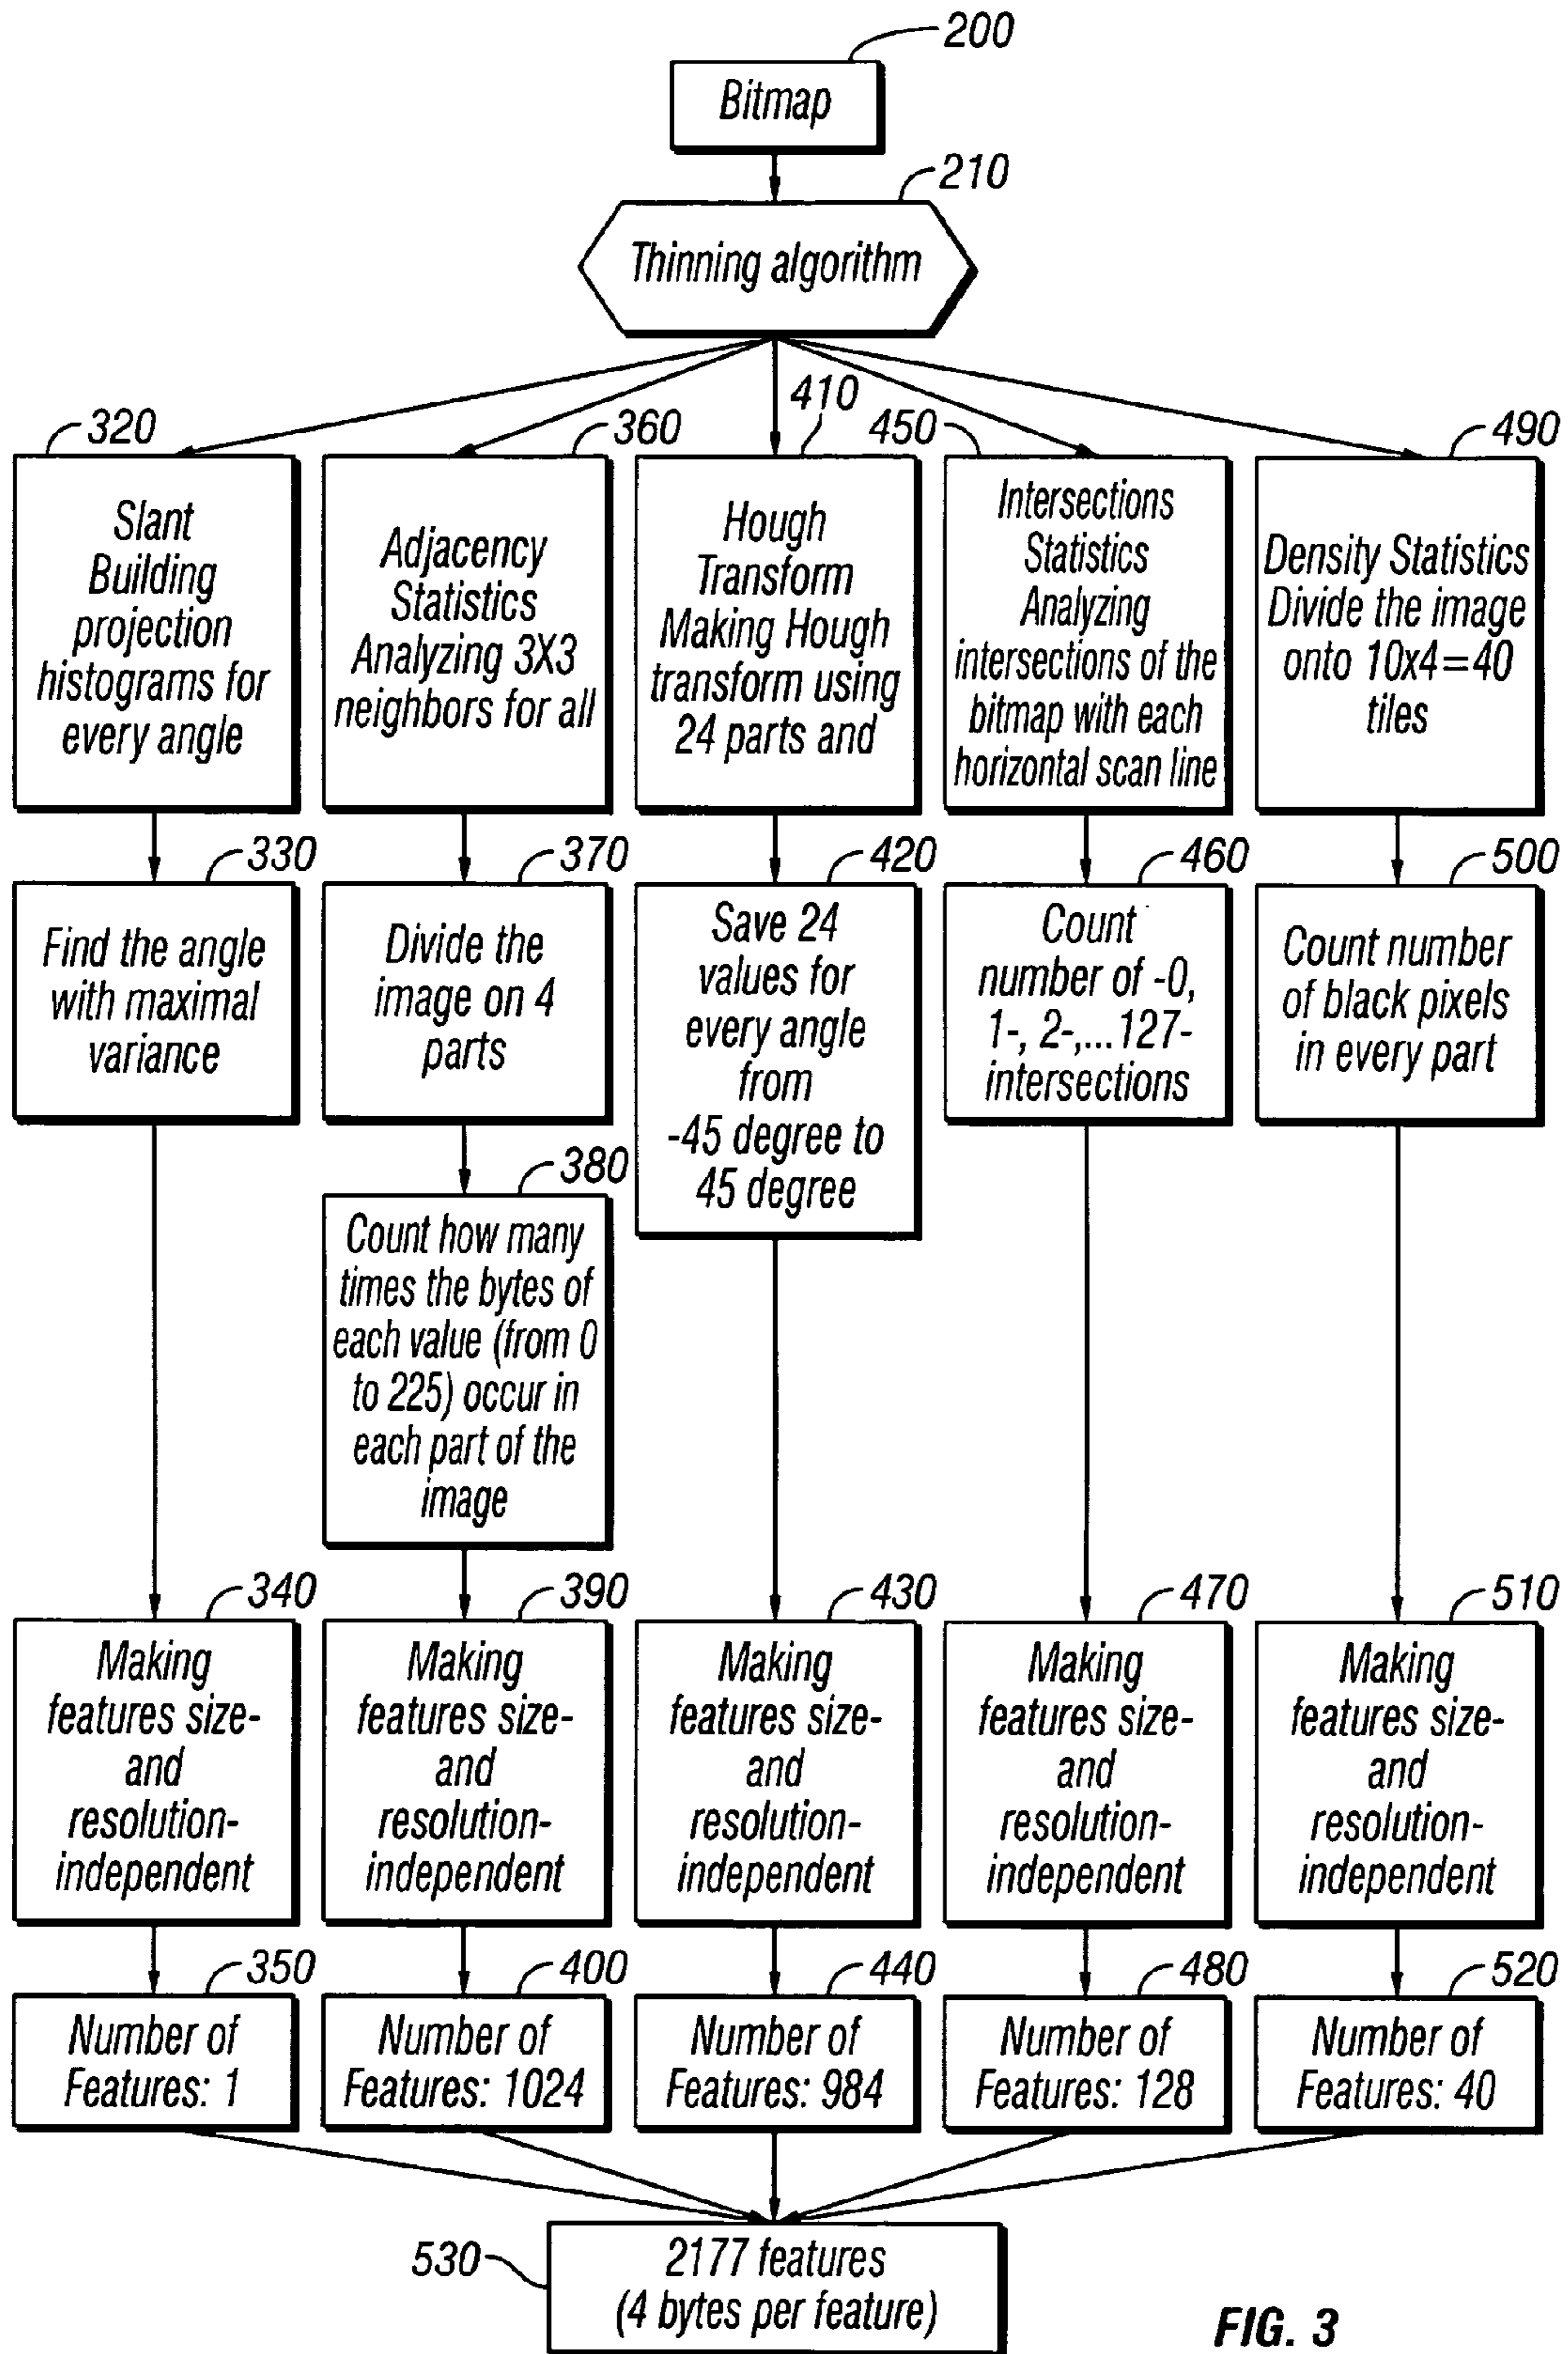 200
Bitmap
210
Thinning algorithm
320
Slant
Building
projection
histograms for
every angle
360
Adjacency
Statistics
Analyzing 3X3
neighbors for all
410
Hough
Transform
Making Hough
transform using
24 parts and
450
Intersections
Statistics
Analyzing
intersections of the
bitmap with each
horizontal scan line
490
Density Statistics
Divide the image
onto 10x4=40
tiles
330
Find the angle
with maximal
variance
370
Divide the
image on 4
parts
420
Save 24
values for
every angle
from
-45 degree to
45 degree
460
Count
number of -0,
1-, 2-,...127-
intersections
500
Count number
of black pixels
in every part
380
Count how many
times the bytes of
each value (from 0
to 225) occur in
each part of the
image
340
Making
features size-
and
resolution-
independent
390
Making
features size-
and
resolution-
independent
430
Making
features size-
and
resolution-
independent
470
Making
features size-
and
resolution-
independent
510
Making
features size-
and
resolution-
independent
350
Number of
Features: 1
400
Number of
Features: 1024
440
Number of
Features: 984
480
Number of
Features: 128
520
Number of
Features: 40
530
2177 features
(4 bytes per feature)
FIG. 3